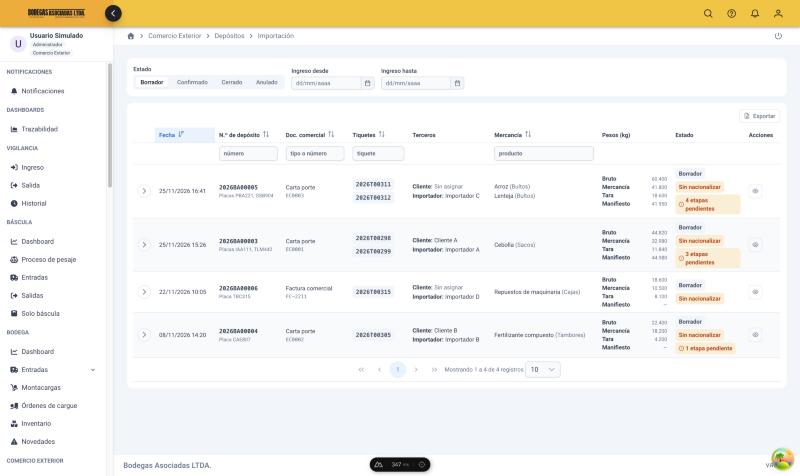 BODEGAS ASOCIADAS LTDA.
U
Usuario Simulado
Administrador
Comercio Exterior
NOTIFICACIONES
Notificaciones
DASHBOARDS
Trazabilidad
VIGILANCIA
Ingreso
Salida
Historial
BÁSCULA
Dashboard
Proceso de pesaje
Entradas
Salidas
Solo báscula
BODEGA
Dashboard
Entradas
Montacargas
Órdenes de cargue
Inventario
Novedades
COMERCIO EXTERIOR
Comercio Exterior > Depósitos > Importación
Estado
Borrador Confirmado Cerrado Anulado
Ingreso desde
dd/mm/aaaa
Ingreso hasta
dd/mm/aaaa
Exportar
Fecha N.º de depósito Doc. comercial Tiquetes Terceros Mercancía Pesos (kg) Estado Acciones
número tipo o número tiquete producto
25/11/2026 16:41
2026BA00005
Placas PBA221, SSB904
Carta porte
EC0003
2026T00311
2026T00312
Cliente: Sin asignar
Importador: Importador C
Arroz (Bultos)
Lenteja (Bultos)
Bruto 60.400
Mercancía 41.800
Tara 18.600
Manifiesto 41.950
Borrador
Sin nacionalizar
4 etapas pendientes
25/11/2026 15:26
2026BA00003
Placas IAA111, TLM442
Carta porte
EC0001
2026T00298
2026T00299
Cliente: Cliente A
Importador: Importador A
Cebolla (Sacos)
Bruto 44.820
Mercancía 32.980
Tara 11.840
Manifiesto 44.980
Borrador
Sin nacionalizar
3 etapas pendientes
22/11/2026 10:05
2026BA00006
Placa TBC315
Factura comercial
FC-2211
2026T00315
Cliente: Sin asignar
Importador: Importador D
Repuestos de maquinaria (Cajas)
Bruto 18.600
Mercancía 10.500
Tara 8.100
Manifiesto –
Borrador
Sin nacionalizar
08/11/2026 14:20
2026BA00004
Placa CAE807
Carta porte
EC0002
2026T00305
Cliente: Cliente B
Importador: Importador B
Fertilizante compuesto (Tambores)
Bruto 22.400
Mercancía 18.200
Tara 4.200
Manifiesto –
Borrador
Sin nacionalizar
1 etapa pendiente
1
Mostrando 1 a 4 de 4 registros
10
Bodegas Asociadas LTDA.
347 ms